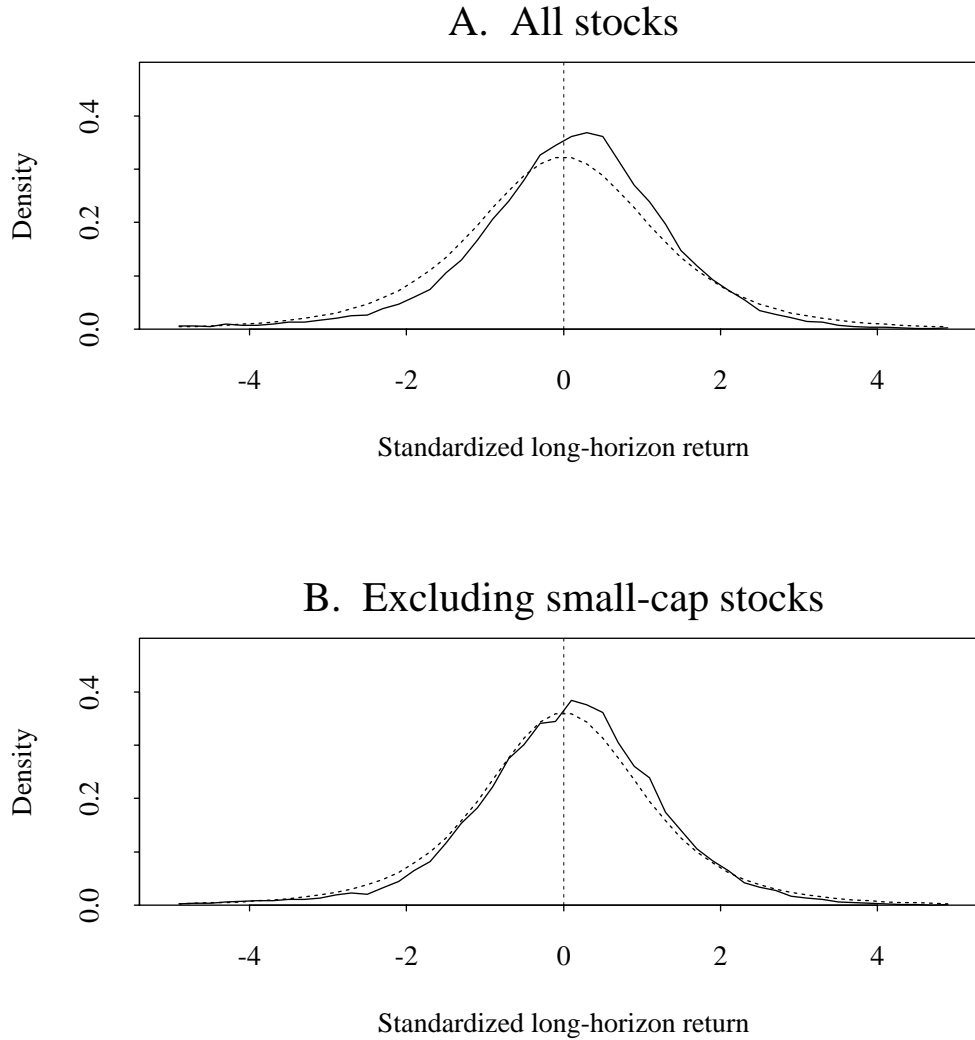 A. All stocks
Density
0.4
0.2
0.0
-4 -2 0 2 4
Standardized long-horizon return
B. Excluding small-cap stocks
Density
0.4
0.2
0.0
-4 -2 0 2 4
Standardized long-horizon return